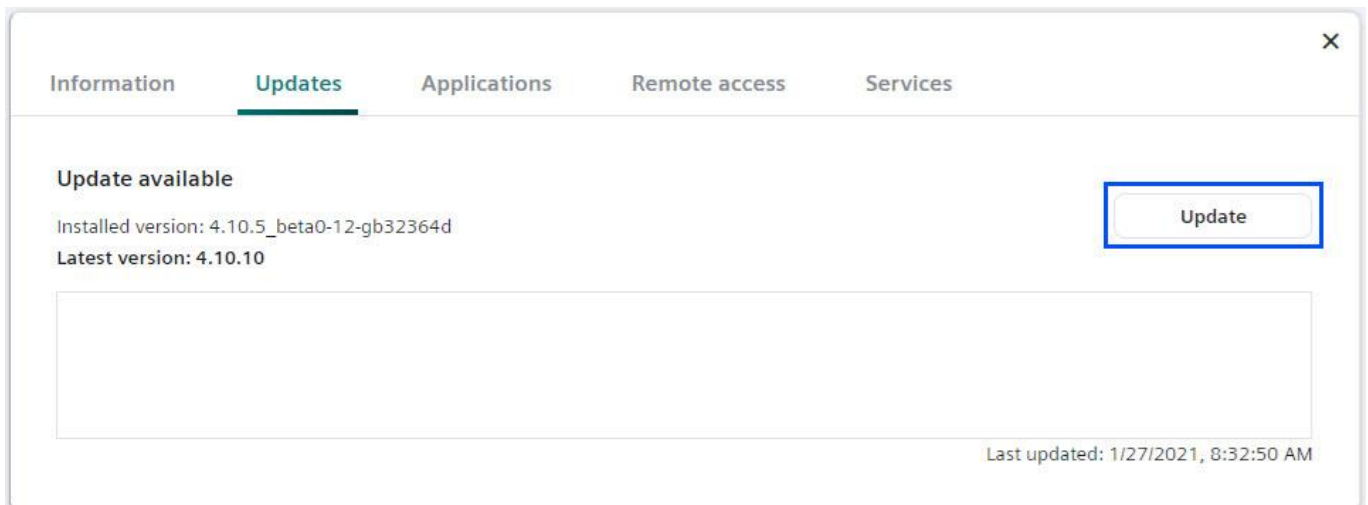 ×
Information Updates Applications Remote access Services
Update available
Update
Installed version: 4.10.5_beta0-12-gb32364d
Latest version: 4.10.10
Last updated: 1/27/2021, 8:32:50 AM